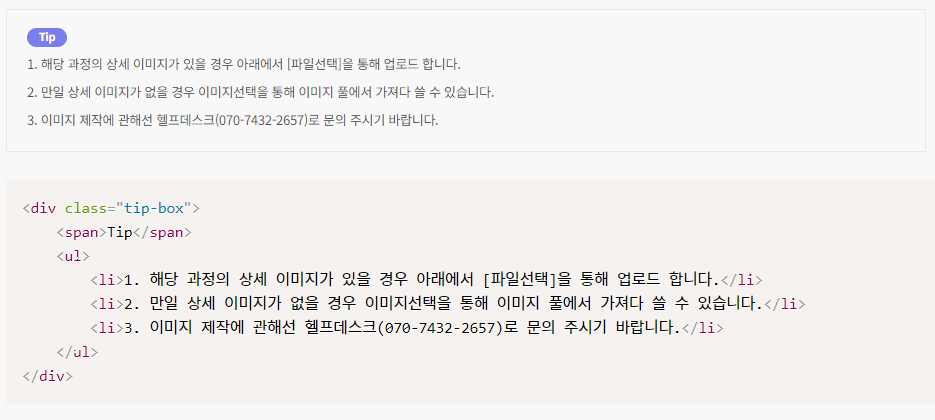 Tip
1. 해당 과정의 상세 이미지가 있을 경우 아래에서 [파일선택]을 통해 업로드 합니다.
2. 만일 상세 이미지가 없을 경우 이미지선택을 통해 이미지 풀에서 가져다 쓸 수 있습니다.
3. 이미지 제작에 관해선 헬프데스크(070-7432-2657)로 문의 주시기 바랍니다.
<div class="tip-box">
    <span>Tip</span>
    <ul>
        <li>1. 해당 과정의 상세 이미지가 있을 경우 아래에서 [파일선택]을 통해 업로드 합니다.</li>
        <li>2. 만일 상세 이미지가 없을 경우 이미지선택을 통해 이미지 풀에서 가져다 쓸 수 있습니다.</li>
        <li>3. 이미지 제작에 관해선 헬프데스크(070-7432-2657)로 문의 주시기 바랍니다.</li>
    </ul>
</div>